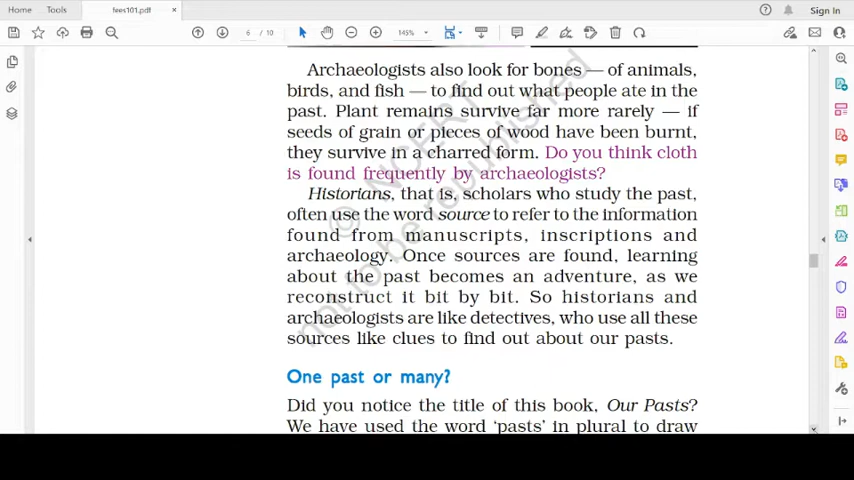 Home Tools fees101.pdf × Sign In
6 / 10 145%
Archaeologists also look for bones — of animals,
birds, and fish — to find out what people ate in the
past. Plant remains survive far more rarely — if
seeds of grain or pieces of wood have been burnt,
they survive in a charred form. Do you think cloth
is found frequently by archaeologists?
Historians, that is, scholars who study the past,
often use the word source to refer to the information
found from manuscripts, inscriptions and
archaeology. Once sources are found, learning
about the past becomes an adventure, as we
reconstruct it bit by bit. So historians and
archaeologists are like detectives, who use all these
sources like clues to find out about our pasts.
One past or many?
Did you notice the title of this book, Our Pasts?
We have used the word ‘pasts’ in plural to draw
© NCERT
not to be republished